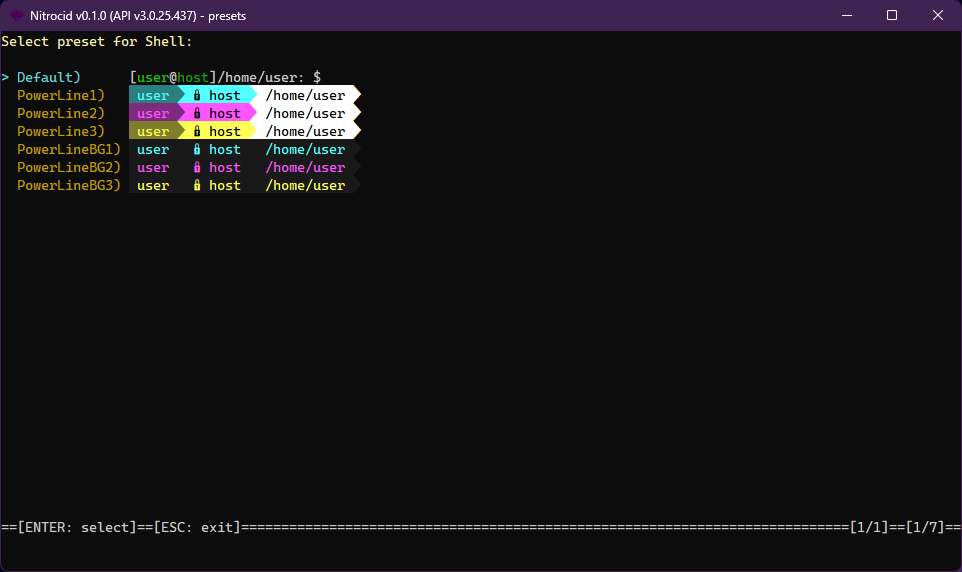 Nitrocid v0.1.0 (API v3.0.25.437) - presets
Select preset for Shell:
> Default) [user@host]/home/user: $
PowerLine1) user host /home/user
PowerLine2) user host /home/user
PowerLine3) user host /home/user
PowerLineBG1) user host /home/user
PowerLineBG2) user host /home/user
PowerLineBG3) user host /home/user
==[ENTER: select]==[ESC: exit]============================================================================[1/1]==[1/7]==